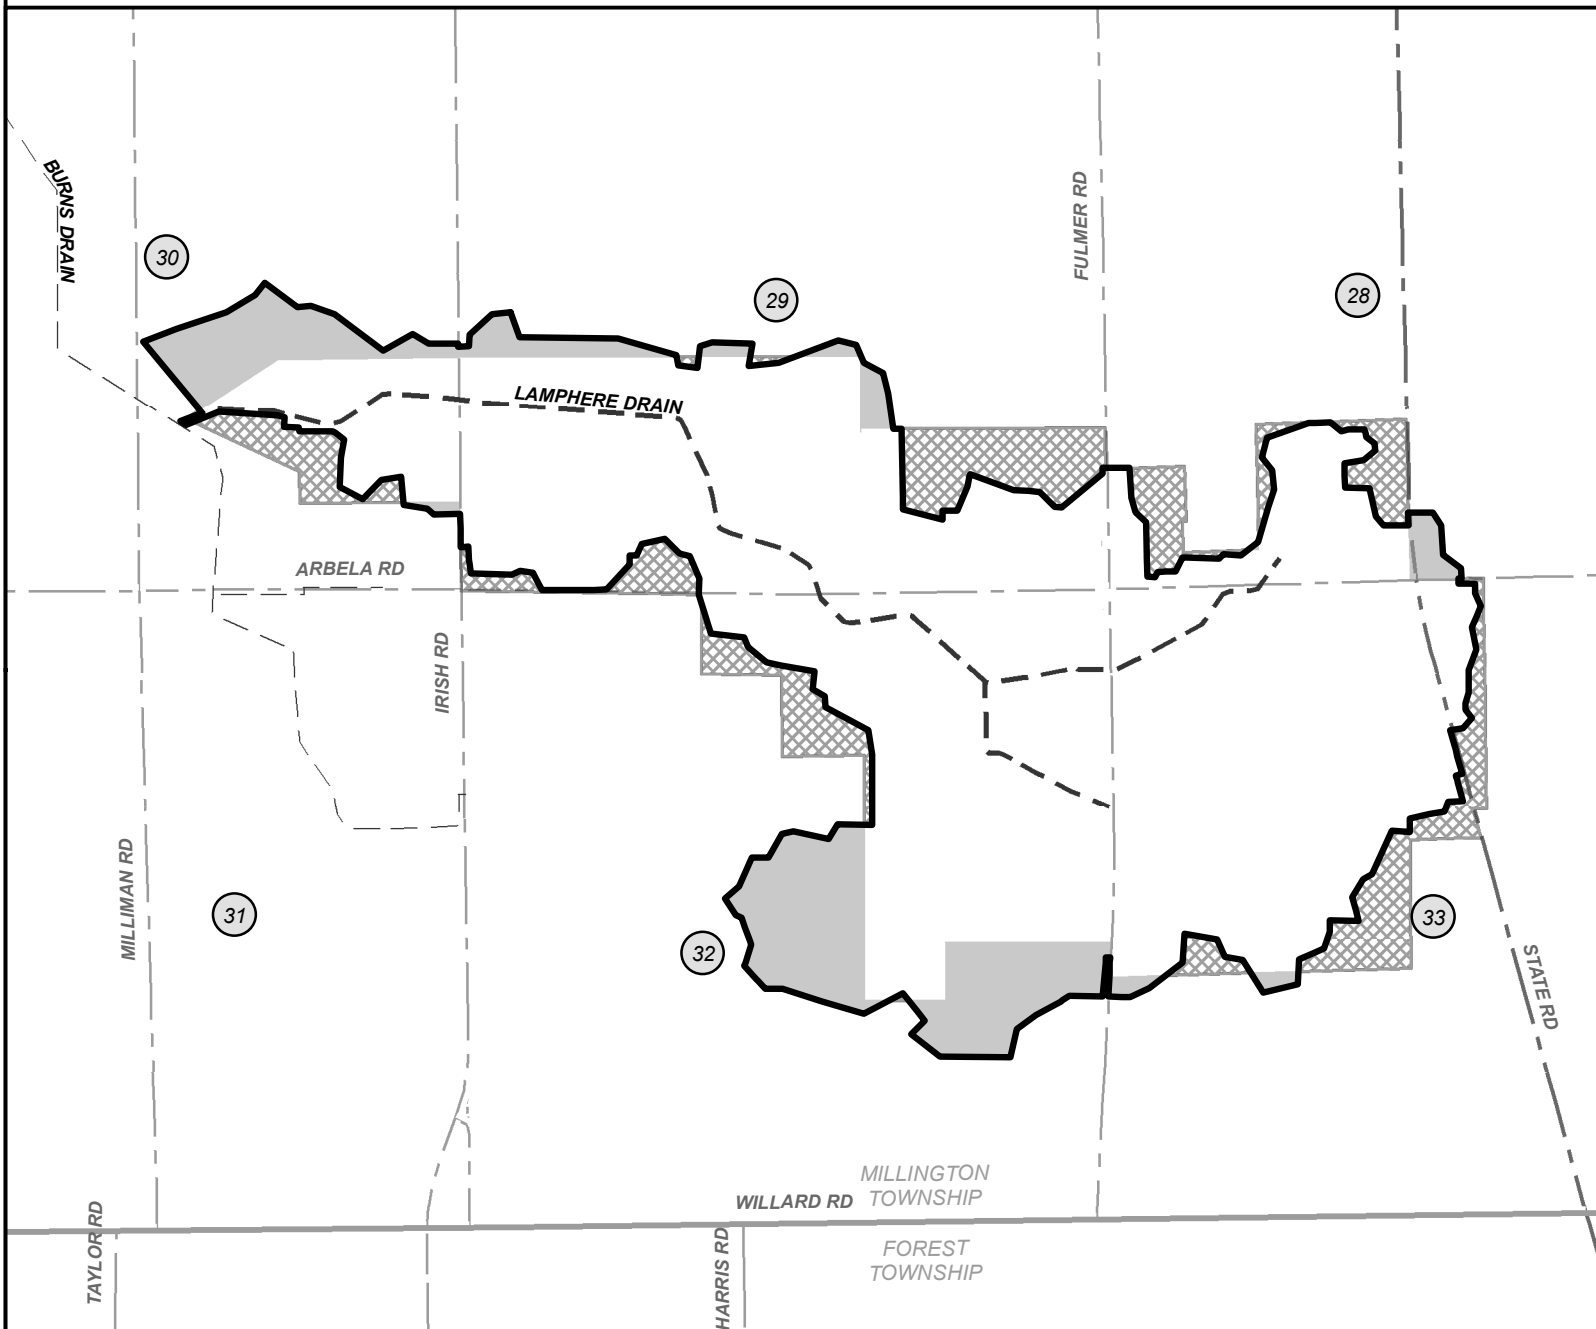 BURNS DRAIN
FULMER RD
30
29
28
LAMPHERE DRAIN
ARBELA RD
IRISH RD
MILLIMAN RD
31
32
33
STATE RD
MILLINGTON
TOWNSHIP
WILLARD RD
TAYLOR RD
HARRIS RD
FOREST
TOWNSHIP